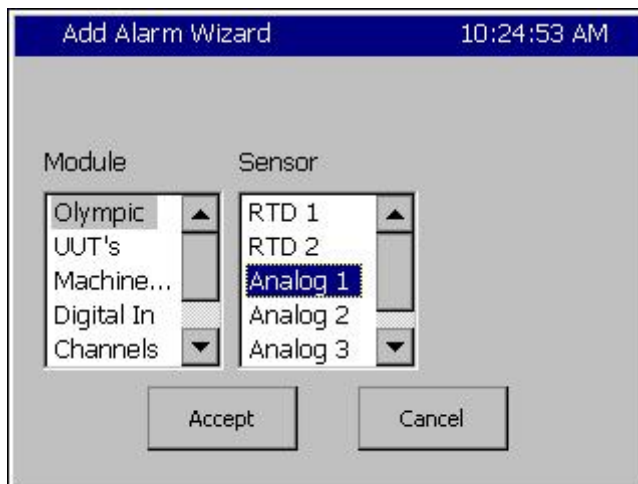 Add Alarm Wizard 10:24:53 AM
Module Sensor
Olympic RTD 1
UUT's RTD 2
Machine... Analog 1
Digital In Analog 2
Channels Analog 3
Accept Cancel